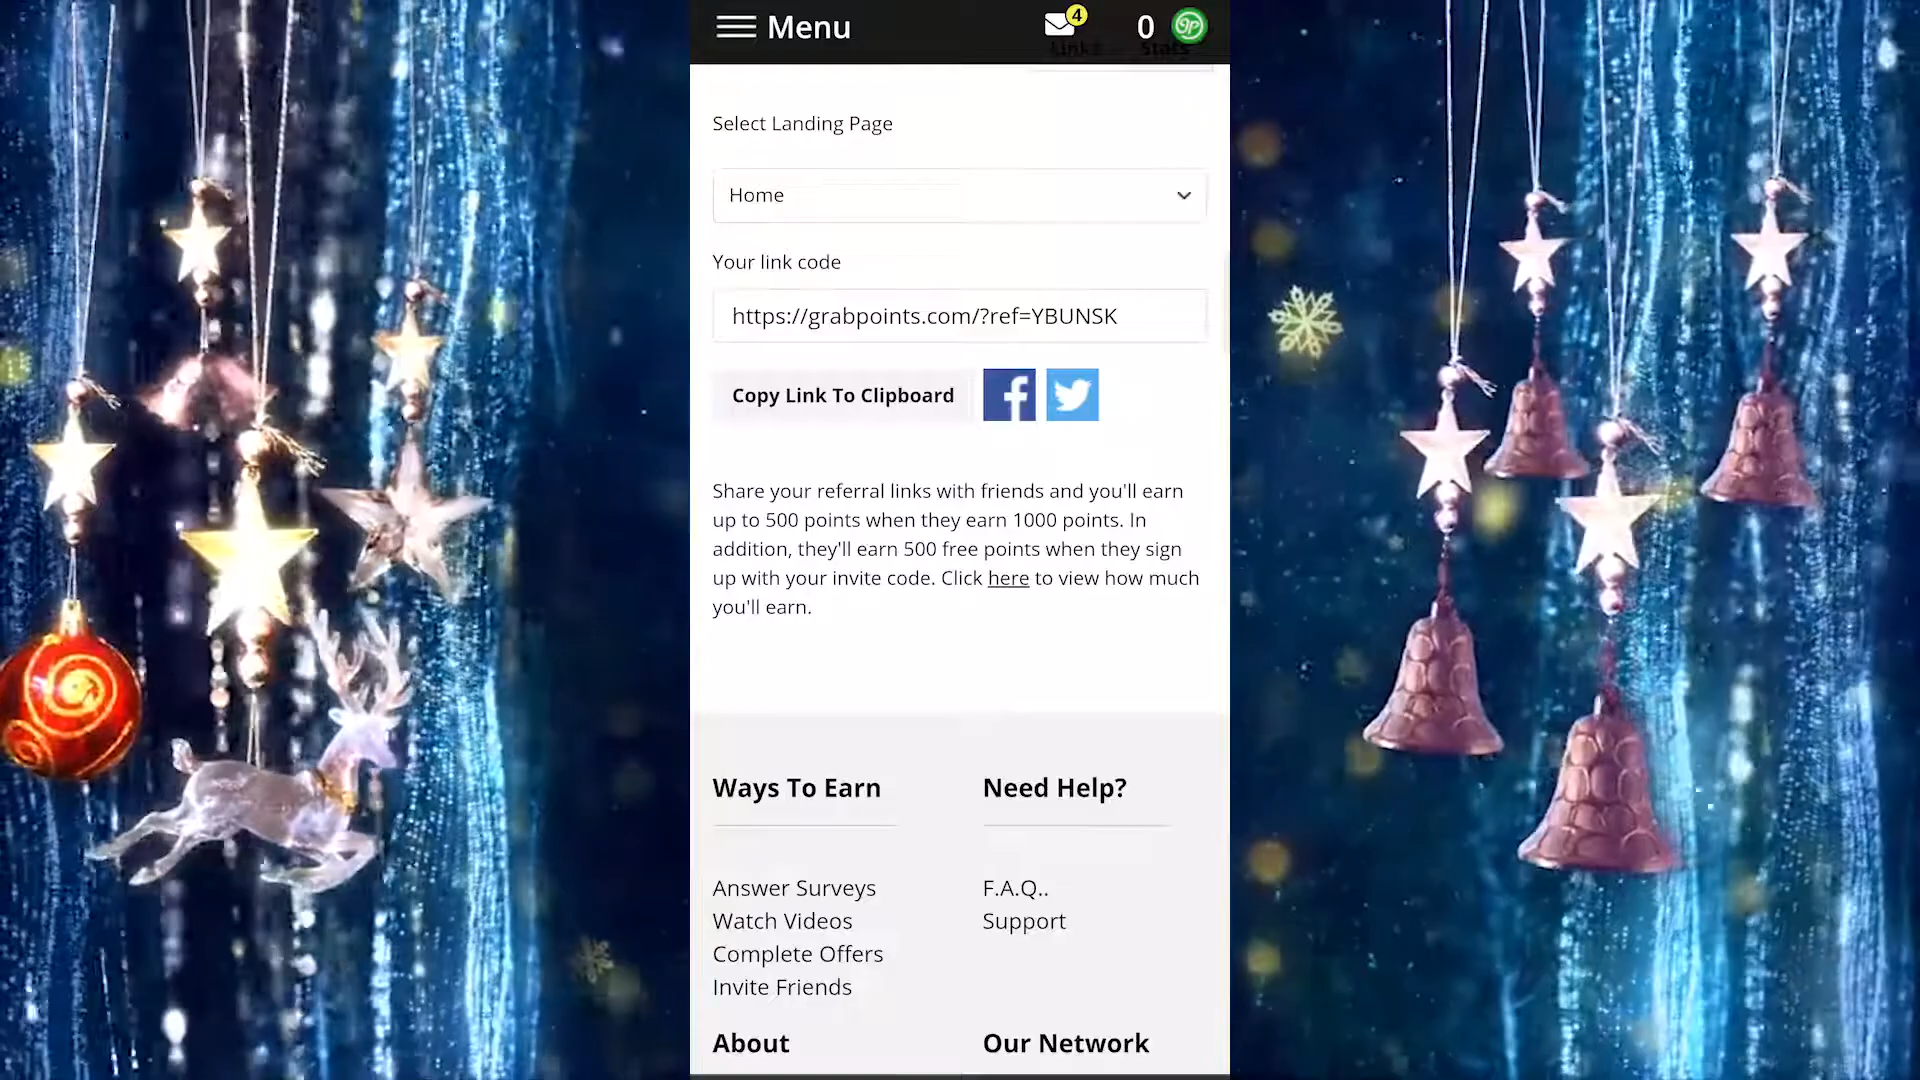 Menu
4
0
Links
Stats
Select Landing Page
Home
Your link code
https://grabpoints.com/?ref=YBUNSK
Copy Link To Clipboard
Share your referral links with friends and you'll earn
up to 500 points when they earn 1000 points. In
addition, they'll earn 500 free points when they sign
up with your invite code. Click here to view how much
you'll earn.
Ways To Earn
Answer Surveys
Watch Videos
Complete Offers
Invite Friends
Need Help?
F.A.Q..
Support
About
Our Network